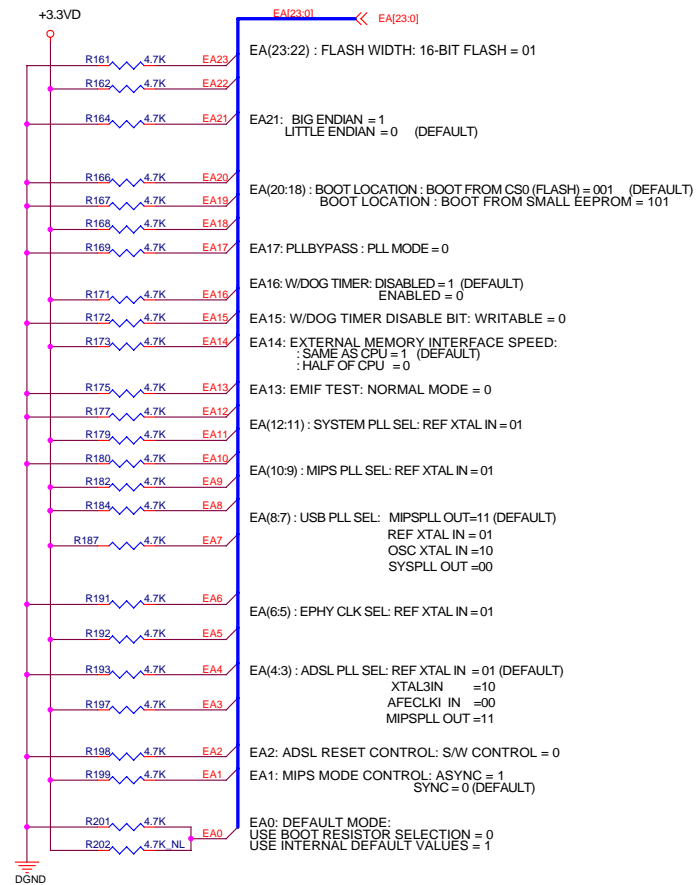 EA[23:0]
EA[23:0]
+3.3VD
R161 4.7K EA23
EA(23:22) : FLASH WIDTH: 16-BIT FLASH = 01
R162 4.7K EA22
R164 4.7K EA21
EA21: BIG ENDIAN = 1
LITTLE ENDIAN = 0 (DEFAULT)
R166 4.7K EA20
EA(20:18) : BOOT LOCATION : BOOT FROM CS0 (FLASH) = 001 (DEFAULT)
R167 4.7K EA19
BOOT LOCATION : BOOT FROM SMALL EEPROM = 101
R168 4.7K EA18
R169 4.7K EA17
EA17: PLLBYPASS : PLL MODE = 0
EA16: W/DOG TIMER: DISABLED = 1 (DEFAULT)
R171 4.7K EA16
ENABLED = 0
R172 4.7K EA15
EA15: W/DOG TIMER DISABLE BIT: WRITABLE = 0
R173 4.7K EA14
EA14: EXTERNAL MEMORY INTERFACE SPEED:
: SAME AS CPU = 1 (DEFAULT)
: HALF OF CPU = 0
R175 4.7K EA13
EA13: EMIF TEST: NORMAL MODE = 0
R177 4.7K EA12
EA(12:11) : SYSTEM PLL SEL: REF XTAL IN = 01
R179 4.7K EA11
R180 4.7K EA10
EA(10:9) : MIPS PLL SEL: REF XTAL IN = 01
R182 4.7K EA9
R184 4.7K EA8
EA(8:7) : USB PLL SEL: MIPSPLL OUT=11 (DEFAULT)
REF XTAL IN = 01
R187 4.7K EA7
OSC XTAL IN =10
SYSPLL OUT =00
R191 4.7K EA6
EA(6:5) : EPHY CLK SEL: REF XTAL IN = 01
R192 4.7K EA5
R193 4.7K EA4
EA(4:3) : ADSL PLL SEL: REF XTAL IN = 01 (DEFAULT)
XTAL3IN =10
R197 4.7K EA3
AFECLKI IN =00
MIPSPLL OUT =11
R198 4.7K EA2
EA2: ADSL RESET CONTROL: S/W CONTROL = 0
R199 4.7K EA1
EA1: MIPS MODE CONTROL: ASYNC = 1
SYNC = 0 (DEFAULT)
R201 4.7K
EA0: DEFAULT MODE:
EA0
USE BOOT RESISTOR SELECTION = 0
R202 4.7K_NL
USE INTERNAL DEFAULT VALUES = 1
DGND